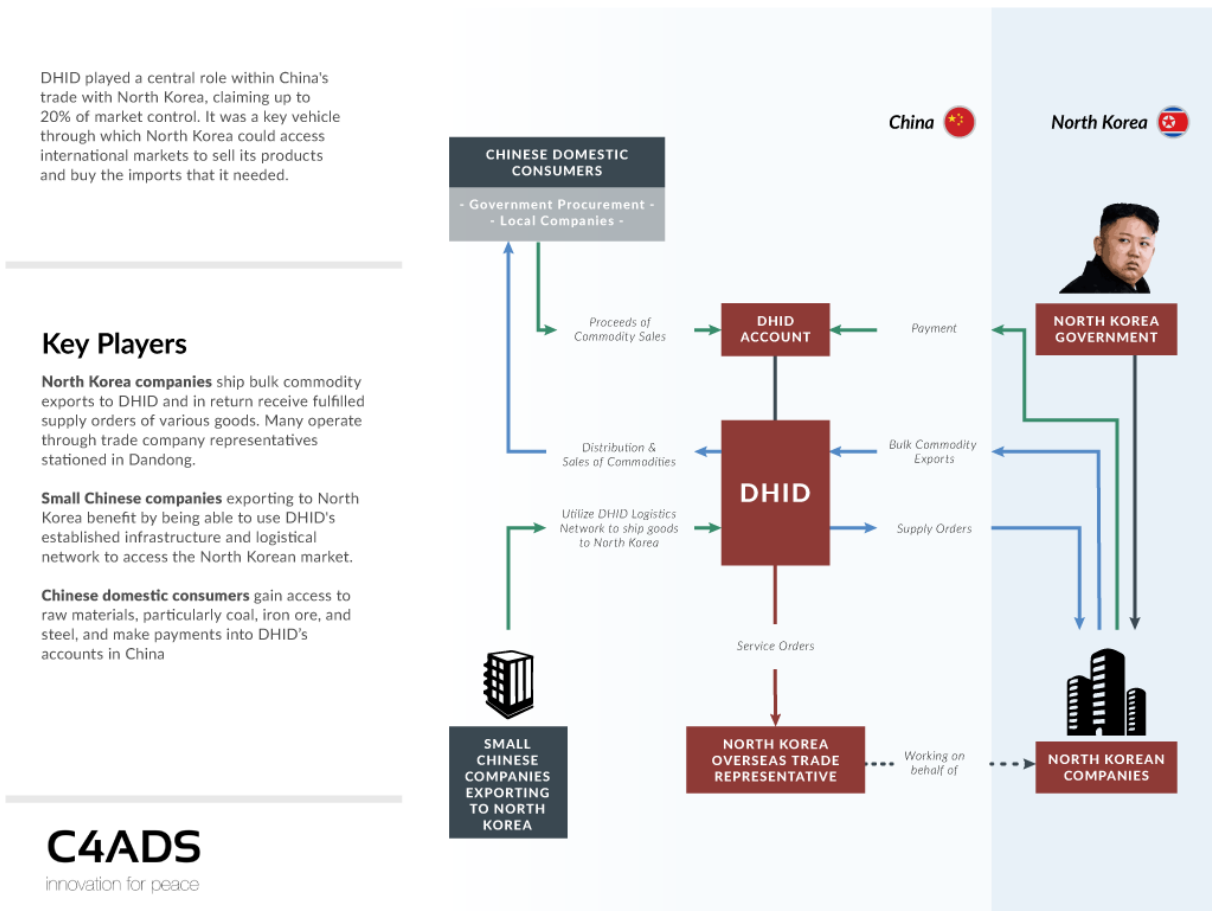 DHID played a central role within China's
trade with North Korea, claiming up to
20% of market control. It was a key vehicle
through which North Korea could access
international markets to sell its products
and buy the imports that it needed.
Key Players
North Korea companies ship bulk commodity
exports to DHID and in return receive fulfilled
supply orders of various goods. Many operate
through trade company representatives
stationed in Dandong.
Small Chinese companies exporting to North
Korea benefit by being able to use DHID's
established infrastructure and logistical
network to access the North Korean market.
Chinese domestic consumers gain access to
raw materials, particularly coal, iron ore, and
steel, and make payments into DHID’s
accounts in China
C4ADS
innovation for peace
China
North Korea
CHINESE DOMESTIC
CONSUMERS
- Government Procurement -
- Local Companies -
Proceeds of
Commodity Sales
DHID
ACCOUNT
Payment
NORTH KOREA
GOVERNMENT
Distribution &
Sales of Commodities
DHID
Bulk Commodity
Exports
Utilize DHID Logistics
Network to ship goods
to North Korea
Supply Orders
Service Orders
SMALL
CHINESE
COMPANIES
EXPORTING
TO NORTH
KOREA
NORTH KOREA
OVERSEAS TRADE
REPRESENTATIVE
Working on
behalf of
NORTH KOREAN
COMPANIES